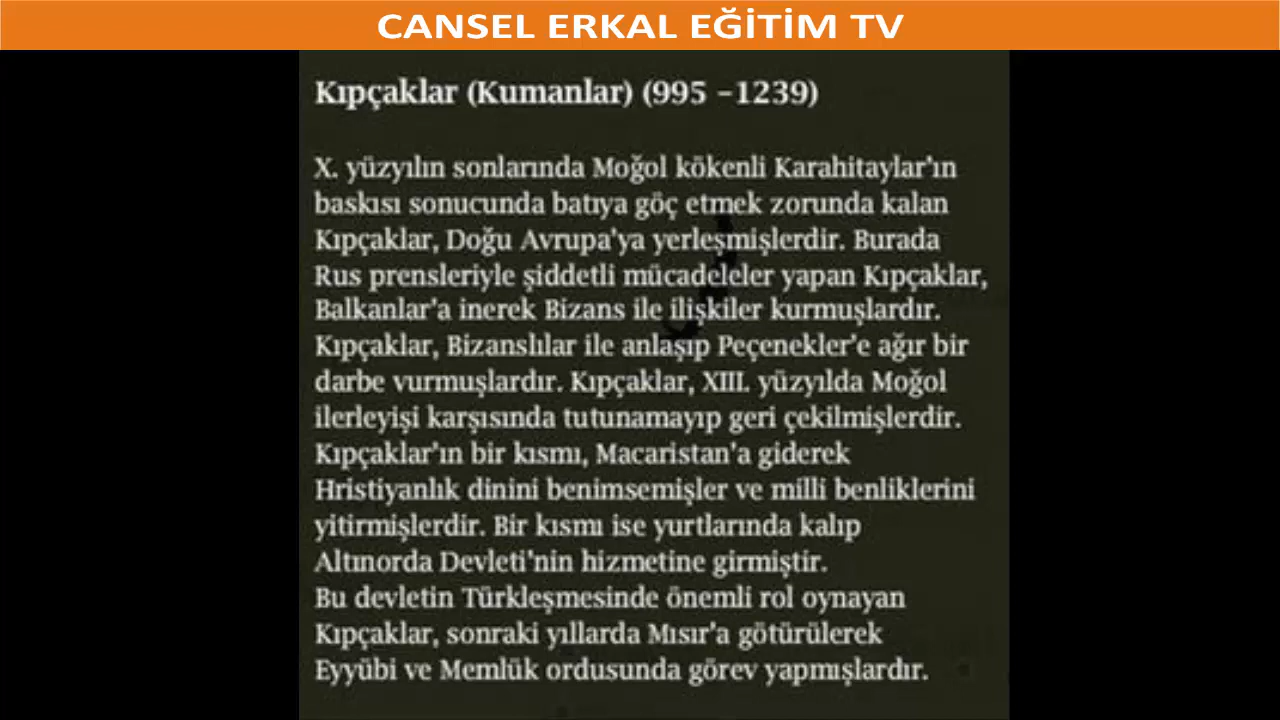 CANSEL ERKAL EĞİTİM TV
Kıpçaklar (Kumanlar) (995 –1239)
X. yüzyılın sonlarında Moğol kökenli Karahitaylar'ın
baskısı sonucunda batıya göç etmek zorunda kalan
Kıpçaklar, Doğu Avrupa'ya yerleşmişlerdir. Burada
Rus prensleriyle şiddetli mücadeleler yapan Kıpçaklar,
Balkanlar'a inerek Bizans ile ilişkiler kurmuşlardır.
Kıpçaklar, Bizanslılar ile anlaşıp Peçenekler'e ağır bir
darbe vurmuşlardır. Kıpçaklar, XIII. yüzyılda Moğol
ilerleyişi karşısında tutunamayıp geri çekilmişlerdir.
Kıpçaklar'ın bir kısmı, Macaristan'a giderek
Hristiyanlık dinini benimsemişler ve milli benliklerini
yitirmişlerdir. Bir kısmı ise yurtlarında kalıp
Altınorda Devleti'nin hizmetine girmiştir.
Bu devletin Türkleşmesinde önemli rol oynayan
Kıpçaklar, sonraki yıllarda Mısır'a götürülerek
Eyyübi ve Memlük ordusunda görev yapmışlardır.